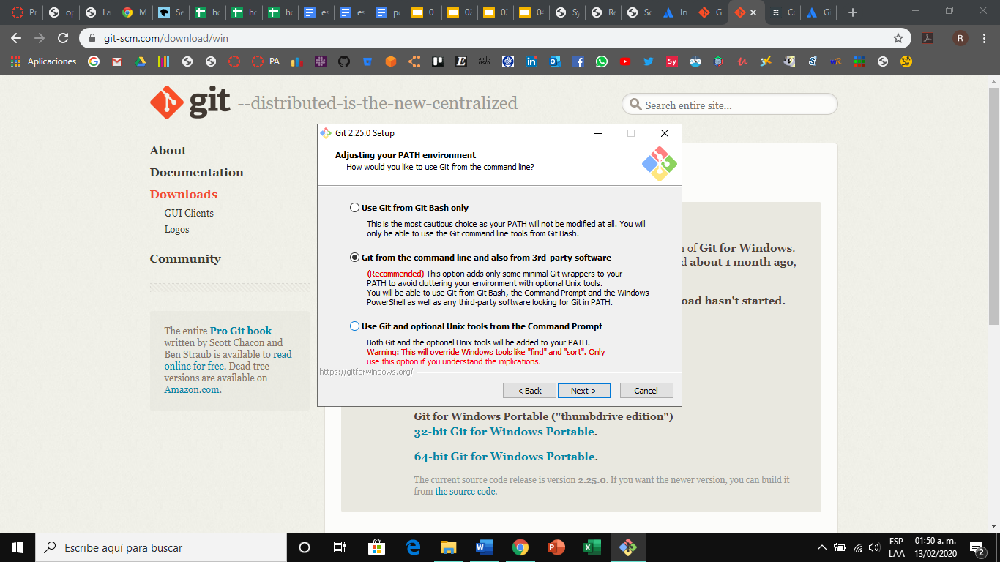 Pr
op
La
M
Se
ho
ho
ho
es
es
po
01
02
03
04
Sy
Re
Sc
In
G
Co
G
git-scm.com/download/win
R
Aplicaciones
PA
git --distributed-is-the-new-centralized
Search entire site...
About
Documentation
Downloads
GUI Clients
Logos
Community
The entire Pro Git book
written by Scott Chacon and
Ben Straub is available to read
online for free. Dead tree
versions are available on
Amazon.com.
Git 2.25.0 Setup
Adjusting your PATH environment
How would you like to use Git from the command line?
Use Git from Git Bash only
This is the most cautious choice as your PATH will not be modified at all. You will
only be able to use the Git command line tools from Git Bash.
Git from the command line and also from 3rd-party software
(Recommended) This option adds only some minimal Git wrappers to your
PATH to avoid cluttering your environment with optional Unix tools.
You will be able to use Git from Git Bash, the Command Prompt and the Windows
PowerShell as well as any third-party software looking for Git in PATH.
Use Git and optional Unix tools from the Command Prompt
Both Git and the optional Unix tools will be added to your PATH.
Warning: This will override Windows tools like "find" and "sort". Only
use this option if you understand the implications.
https://gitforwindows.org/
< Back
Next >
Cancel
of Git for Windows.
about 1 month ago,
hasn't started.
Git for Windows Portable ("thumbdrive edition")
32-bit Git for Windows Portable.
64-bit Git for Windows Portable.
The current source code release is version 2.25.0. If you want the newer version, you can build it
from the source code.
Escribe aquí para buscar
ESP
LAA
01:50 a. m.
13/02/2020
2